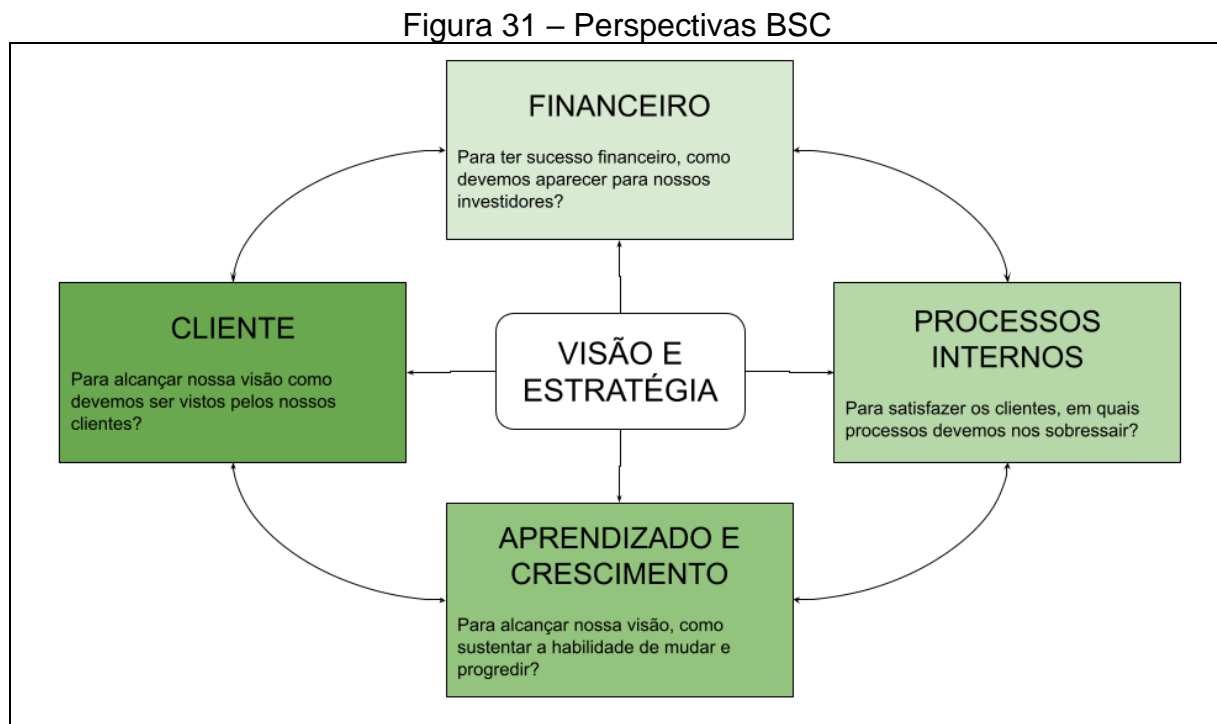 Figura 31 – Perspectivas BSC
FINANCEIRO
Para ter sucesso financeiro, como
devemos aparecer para nossos
investidores?
CLIENTE
Para alcançar nossa visão como
devemos ser vistos pelos nossos
clientes?
VISÃO E
ESTRATÉGIA
PROCESSOS
INTERNOS
Para satisfazer os clientes, em quais
processos devemos nos sobressair?
APRENDIZADO E
CRESCIMENTO
Para alcançar nossa visão, como
sustentar a habilidade de mudar e
progredir?